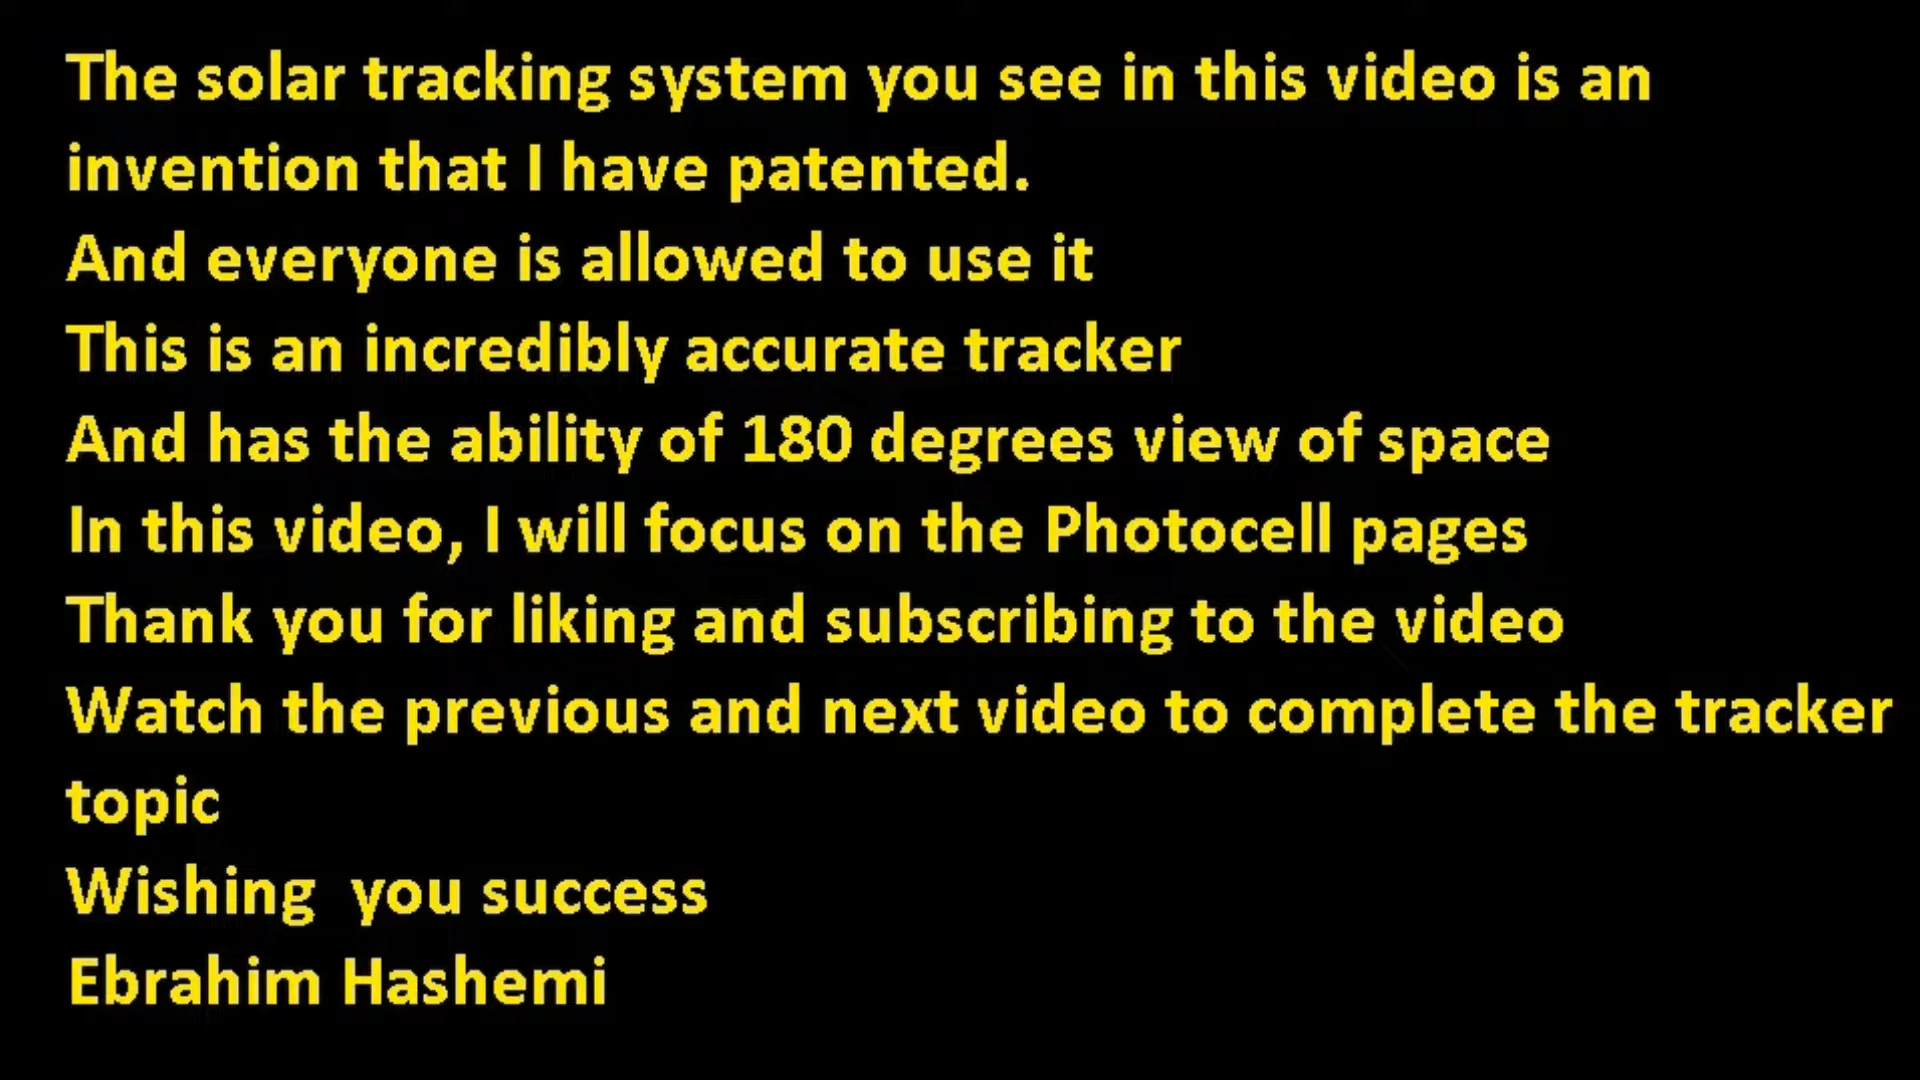 The solar tracking system you see in this video is an
invention that I have patented.
And everyone is allowed to use it
This is an incredibly accurate tracker
And has the ability of 180 degrees view of space
In this video, I will focus on the Photocell pages
Thank you for liking and subscribing to the video
Watch the previous and next video to complete the tracker
topic
Wishing  you success
Ebrahim Hashemi